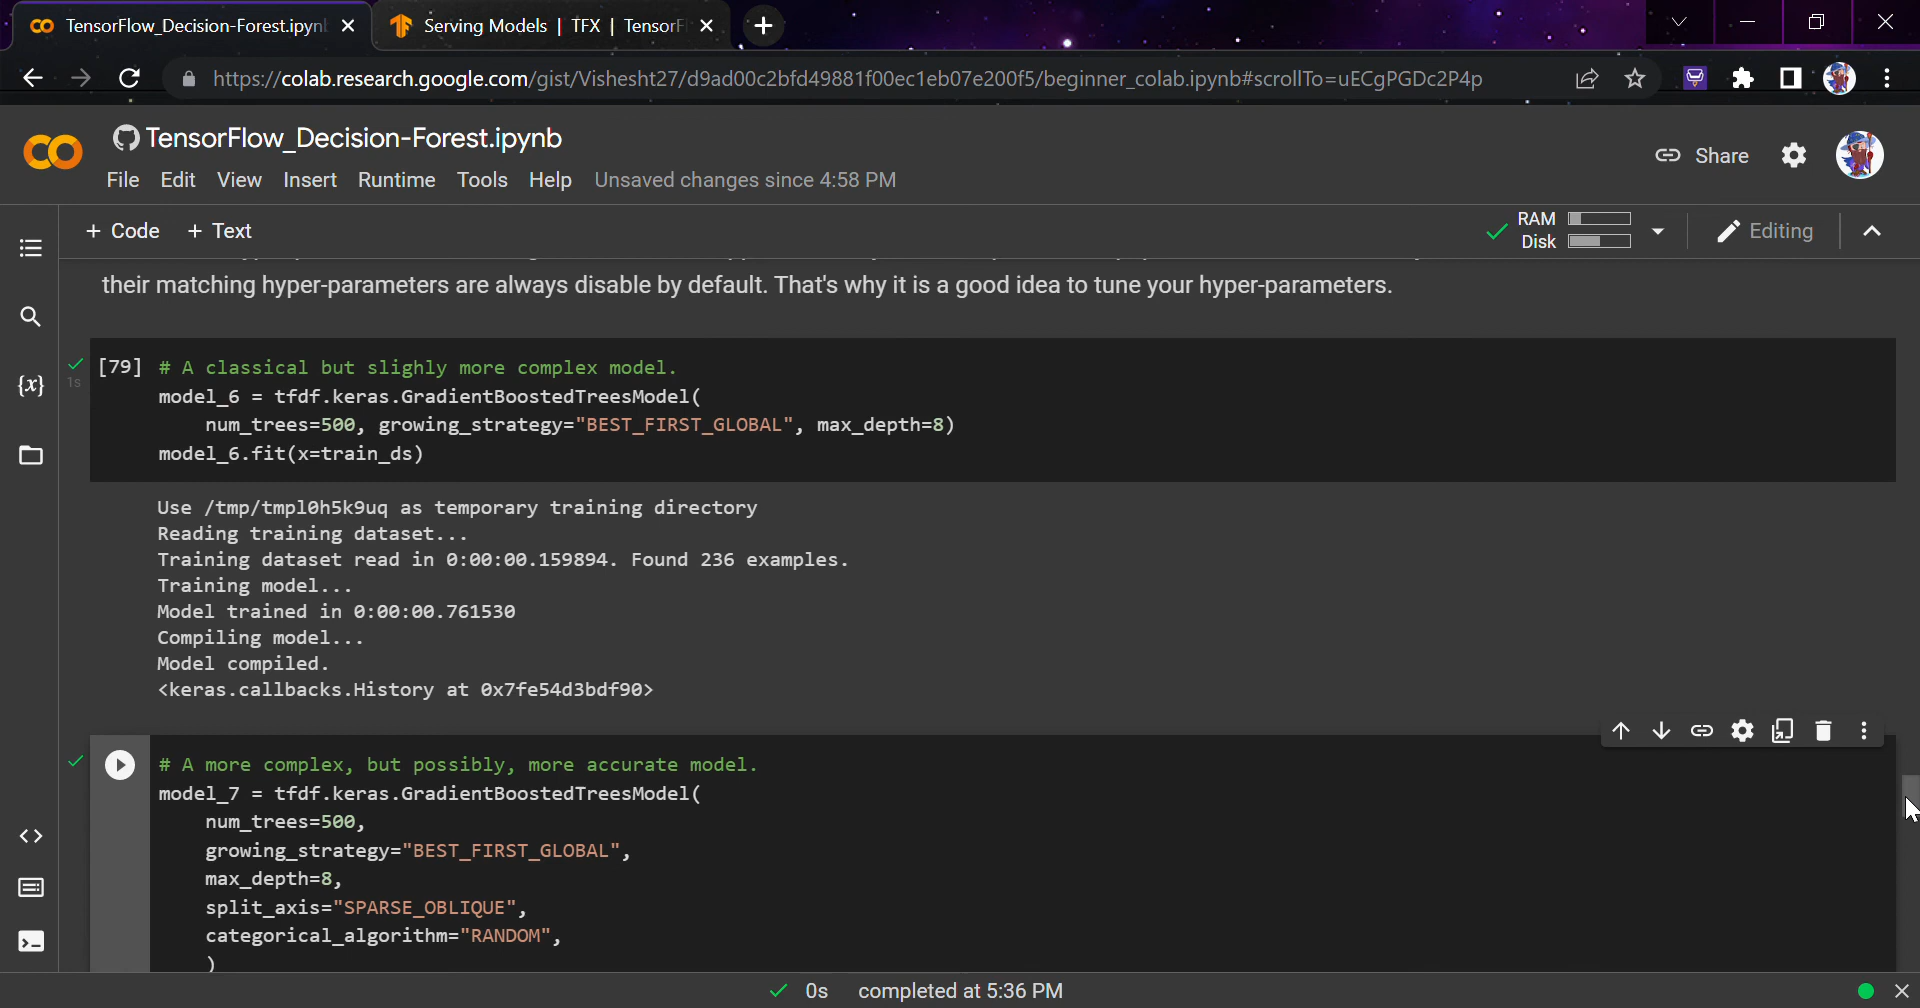 TensorFlow_Decision-Forest.ipynb
Serving Models | TFX | TensorF
https://colab.research.google.com/gist/Vishesht27/d9ad00c2bfd49881f00ec1eb07e200f5/beginner_colab.ipynb#scrollTo=uECgPGDc2P4p
TensorFlow_Decision-Forest.ipynb
File Edit View Insert Runtime Tools Help Unsaved changes since 4:58 PM
Share
+ Code + Text
RAM
Disk
Editing
their matching hyper-parameters are always disable by default. That's why it is a good idea to tune your hyper-parameters.
1s
[79] # A classical but slighly more complex model.
model_6 = tfdf.keras.GradientBoostedTreesModel(
num_trees=500, growing_strategy="BEST_FIRST_GLOBAL", max_depth=8)
model_6.fit(x=train_ds)
Use /tmp/tmpl0h5k9uq as temporary training directory
Reading training dataset...
Training dataset read in 0:00:00.159894. Found 236 examples.
Training model...
Model trained in 0:00:00.761530
Compiling model...
Model compiled.
<keras.callbacks.History at 0x7fe54d3bdf90>
# A more complex, but possibly, more accurate model.
model_7 = tfdf.keras.GradientBoostedTreesModel(
num_trees=500,
growing_strategy="BEST_FIRST_GLOBAL",
max_depth=8,
split_axis="SPARSE_OBLIQUE",
categorical_algorithm="RANDOM",
)
0s completed at 5:36 PM